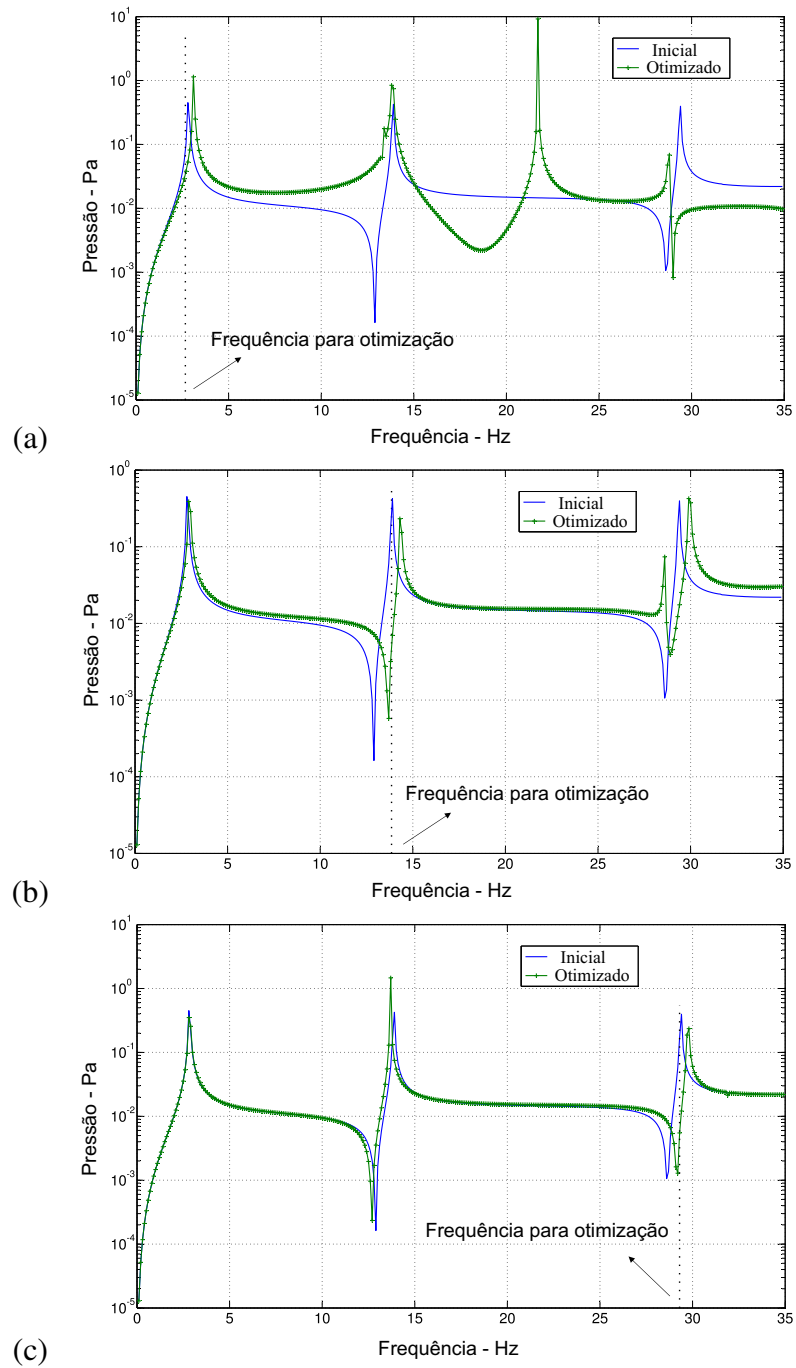 10^1
10^0
10^-1
10^-2
10^-3
10^-4
10^-5
Pressão - Pa
Inicial
Otimizado
Frequência para otimização
0 5 10 15 20 25 30 35
Frequência - Hz
(a)
10^0
10^-1
10^-2
10^-3
10^-4
10^-5
Pressão - Pa
Inicial
Otimizado
Frequência para otimização
0 5 10 15 20 25 30 35
Frequência - Hz
(b)
10^1
10^0
10^-1
10^-2
10^-3
10^-4
10^-5
Pressão - Pa
Inicial
Otimizado
Frequência para otimização
0 5 10 15 20 25 30 35
Frequência - Hz
(c)